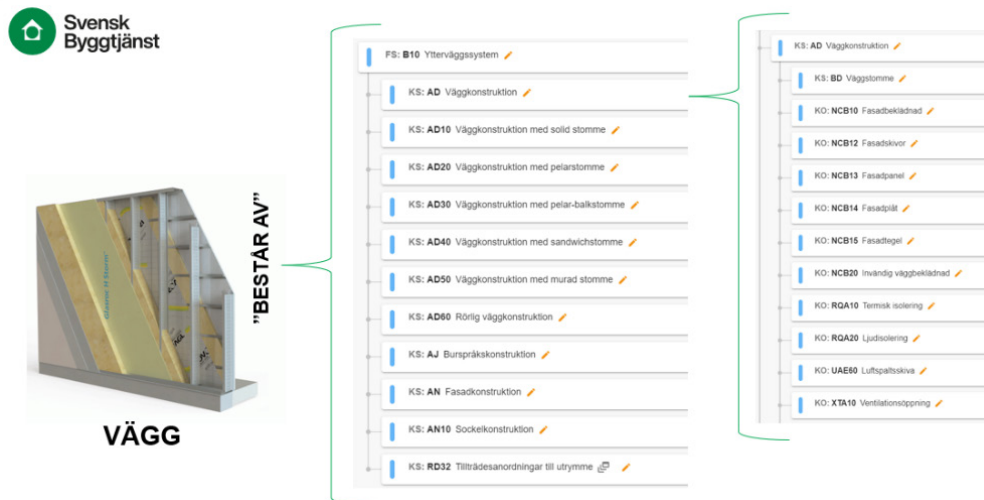 Svensk
Byggtjänst
FS: B10 Ytterväggssystem
KS: AD Väggkonstruktion
KS: AD10 Väggkonstruktion med solid stomme
KS: AD20 Väggkonstruktion med pelarstomme
KS: AD30 Väggkonstruktion med pelar-balkstomme
KS: AD40 Väggkonstruktion med sandwichstomme
KS: AD50 Väggkonstruktion med murad stomme
KS: AD60 Rörlig väggkonstruktion
KS: AJ Burspråkskonstruktion
KS: AN Fasadkonstruktion
KS: AN10 Sockelkonstruktion
KS: RD32 Tillträdesanordningar till utrymme
KS: AD Väggkonstruktion
KS: BD Väggstomme
KO: NCB10 Fasadbeklädnad
KO: NCB12 Fasadskivor
KO: NCB13 Fasadpanel
KO: NCB14 Fasadplåt
KO: NCB15 Fasadtegel
KO: NCB20 Invändig väggbeklädnad
KO: RQA10 Termisk isolering
KO: RQA20 Ljudisolering
KO: UAE60 Luftspaltsskiva
KO: XTA10 Ventilationsöppning
"BESTÅR AV"
VÄGG